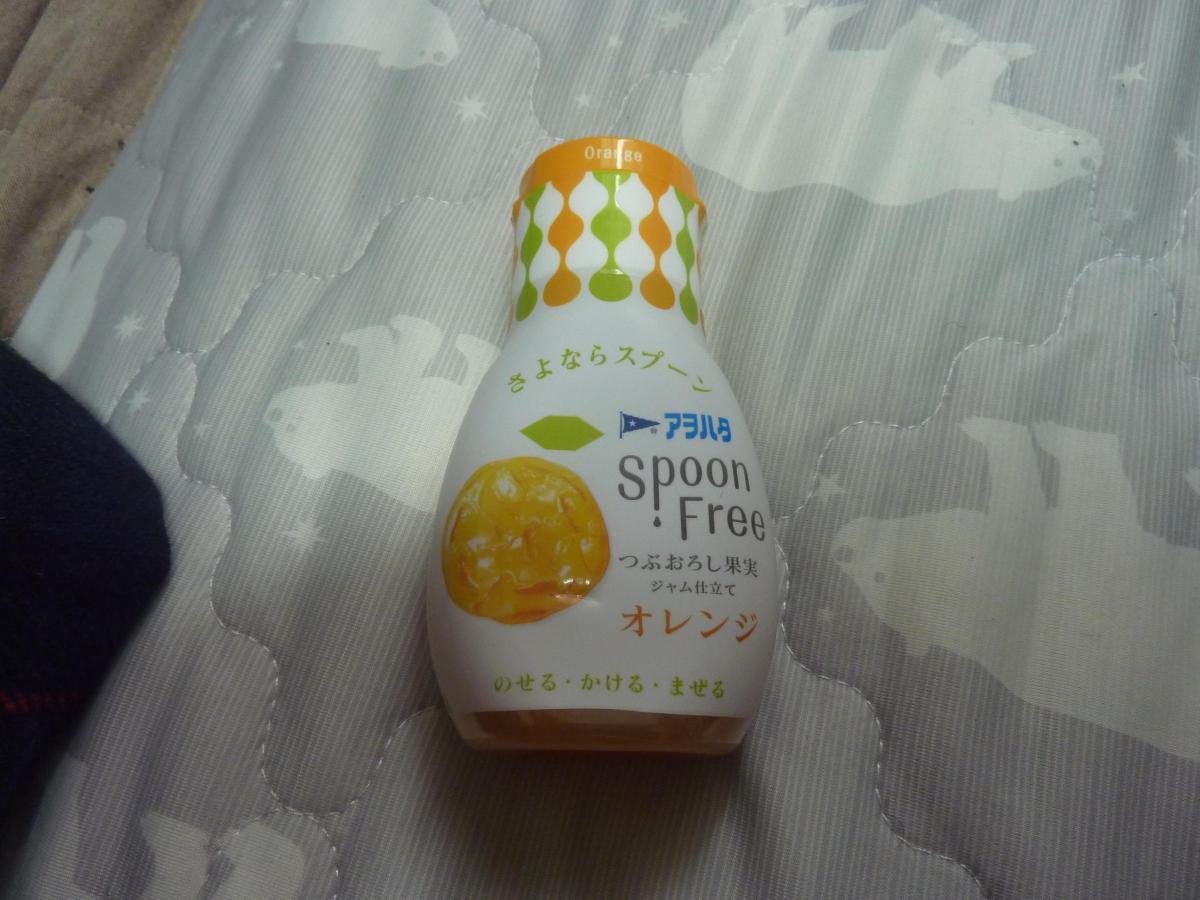 Orange
さよならスプーン
アヲハタ
Spoon
Free
つぶおろし果実
ジャム仕立て
オレンジ
のせる・かける・まぜる